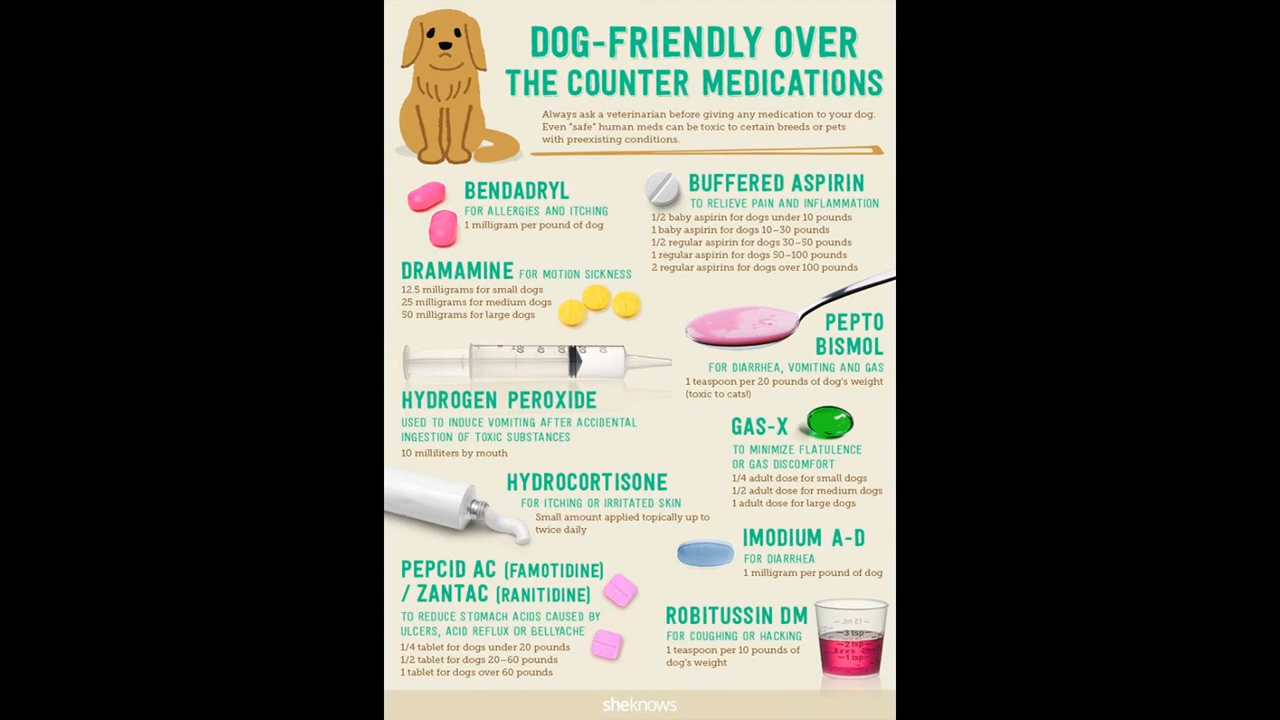 DOG-FRIENDLY OVER
THE COUNTER MEDICATIONS
Always ask a veterinarian before giving any medication to your dog.
Even "safe" human meds can be toxic to certain breeds or pets
with preexisting conditions.
BENDADRYL
FOR ALLERGIES AND ITCHING
1 milligram per pound of dog
BUFFERED ASPIRIN
TO RELIEVE PAIN AND INFLAMMATION
1/2 baby aspirin for dogs under 10 pounds
1 baby aspirin for dogs 10–30 pounds
1/2 regular aspirin for dogs 30–50 pounds
1 regular aspirin for dogs 50–100 pounds
2 regular aspirins for dogs over 100 pounds
DRAMAMINE FOR MOTION SICKNESS
12.5 milligrams for small dogs
25 milligrams for medium dogs
50 milligrams for large dogs
PEPTO
BISMOL
FOR DIARRHEA, VOMITING AND GAS
1 teaspoon per 20 pounds of dog's weight
(toxic to cats!)
HYDROGEN PEROXIDE
USED TO INDUCE VOMITING AFTER ACCIDENTAL
INGESTION OF TOXIC SUBSTANCES
10 milliliters by mouth
GAS-X
TO MINIMIZE FLATULENCE
OR GAS DISCOMFORT
1/4 adult dose for small dogs
1/2 adult dose for medium dogs
1 adult dose for large dogs
HYDROCORTISONE
FOR ITCHING OR IRRITATED SKIN
Small amount applied topically up to
twice daily
IMODIUM A-D
FOR DIARRHEA
1 milligram per pound of dog
PEPCID AC (FAMOTIDINE)
/ ZANTAC (RANITIDINE)
TO REDUCE STOMACH ACIDS CAUSED BY
ULCERS, ACID REFLUX OR BELLYACHE
1/4 tablet for dogs under 20 pounds
1/2 tablet for dogs 20–60 pounds
1 tablet for dogs over 60 pounds
ROBITUSSIN DM
FOR COUGHING OR HACKING
1 teaspoon per 10 pounds of
dog's weight
3 tsp
2 tsp
1 tsp
sheknows